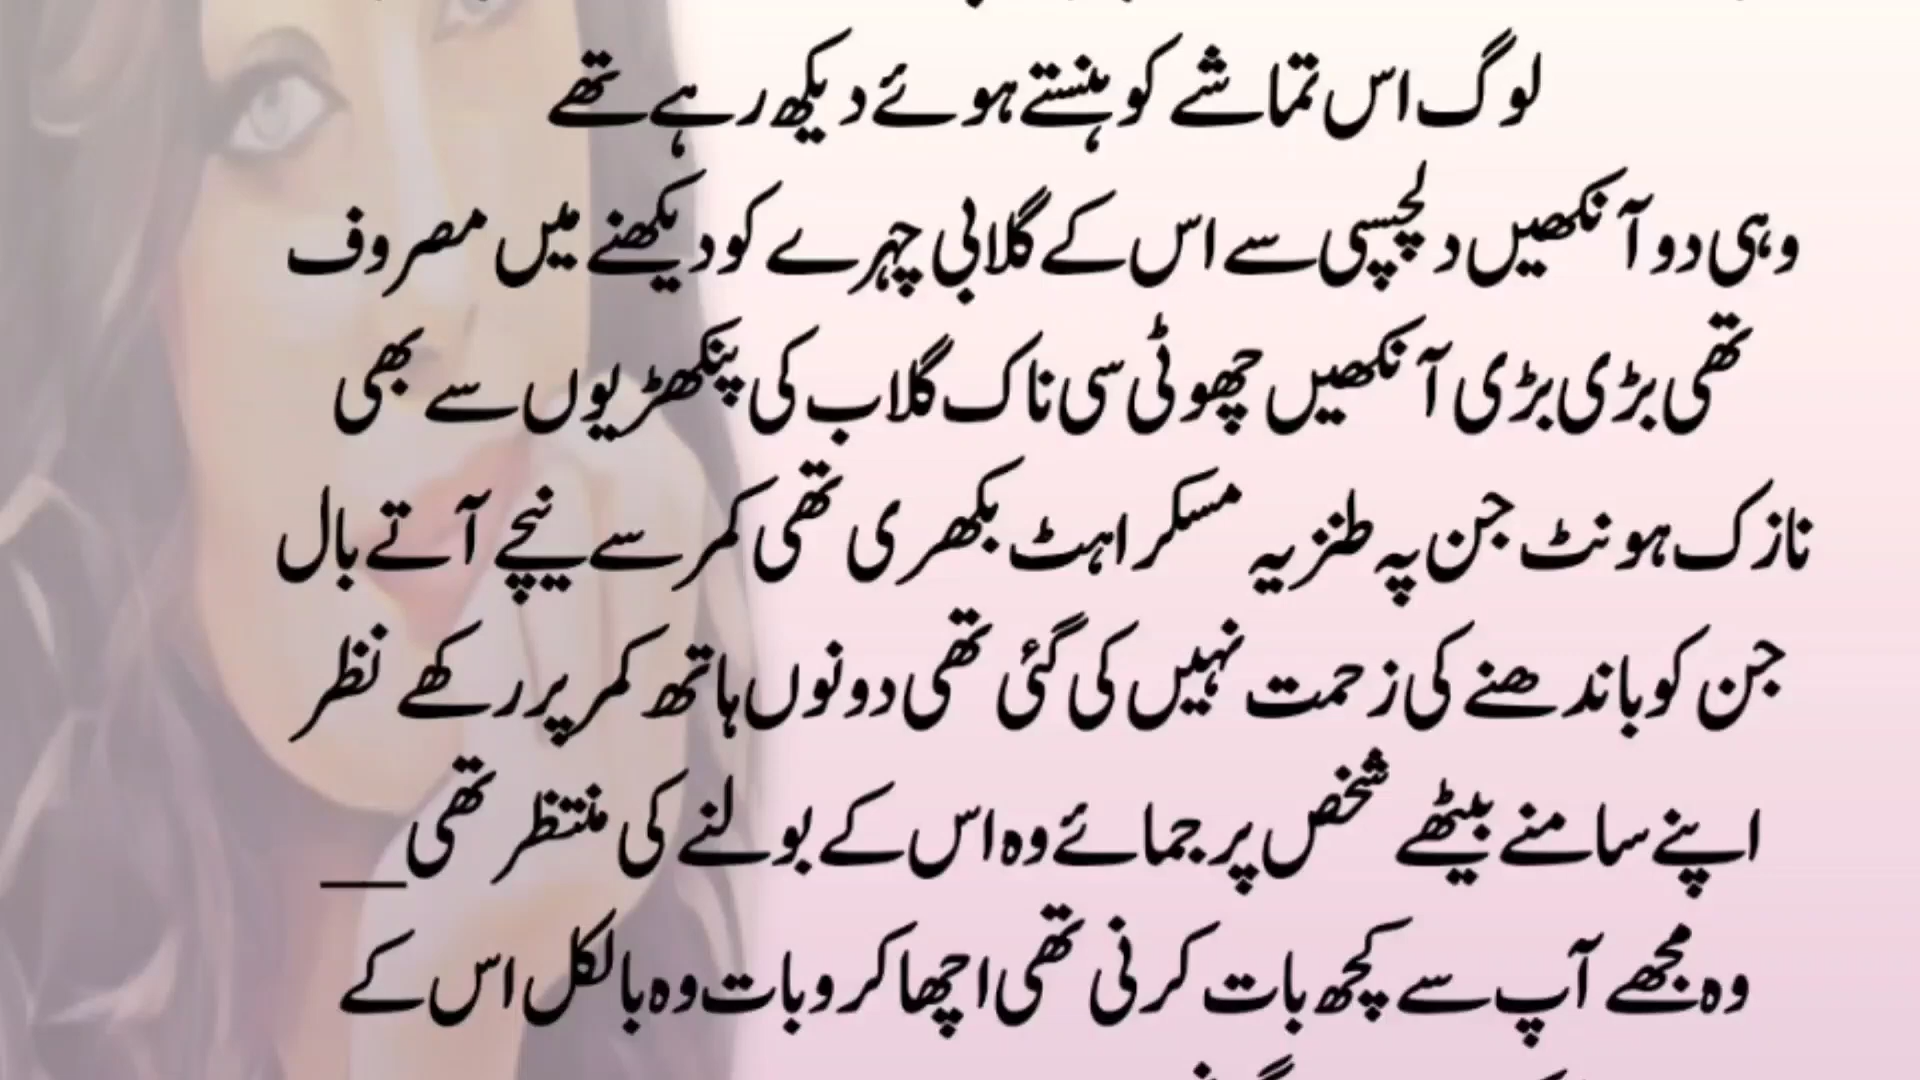 لوگ اس تماشے کو ہنستے ہوئے دیکھ رہے تھے
وہی دو آنکھیں دلچسپی سے اس کے گلابی چہرے کو دیکھنے میں مصروف
تھی بڑی بڑی آنکھیں چھوٹی سی ناک گلاب کی پنکھڑیوں سے بھی
نازک ہونٹ جن پہ طنزیہ مسکراہٹ بکھری تھی کمر سے نیچے آتے بال
جن کو باندھنے کی زحمت نہیں کی گئی تھی دونوں ہاتھ کمر پر رکھے نظر
اپنے سامنے بیٹھے شخص پر جمائے وہ اس کے بولنے کی منتظر تھی__
وہ مجھے آپ سے کچھ بات کرنی تھی اچھا کرو بات وہ بالکل اس کے